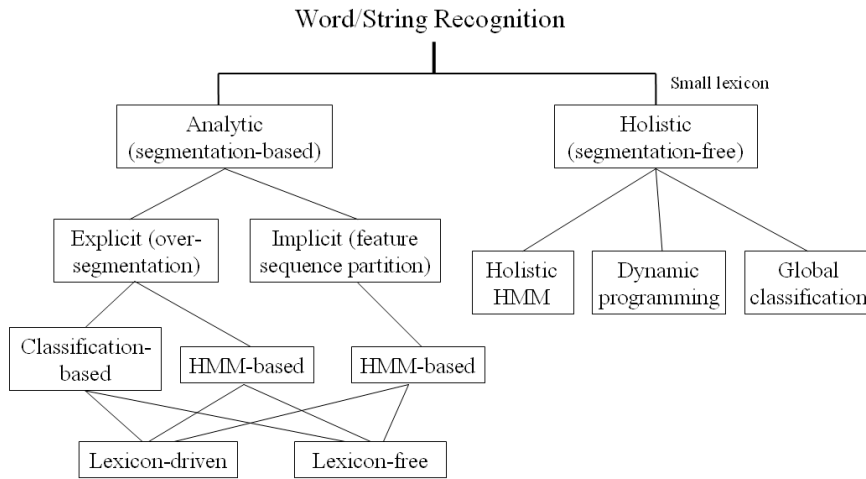 Word/String Recognition
Small lexicon
Analytic
(segmentation-based)
Holistic
(segmentation-free)
Explicit (over-
segmentation)
Implicit (feature
sequence partition)
Holistic
HMM
Dynamic
programming
Global
classification
Classification-
based
HMM-based
HMM-based
Lexicon-driven
Lexicon-free